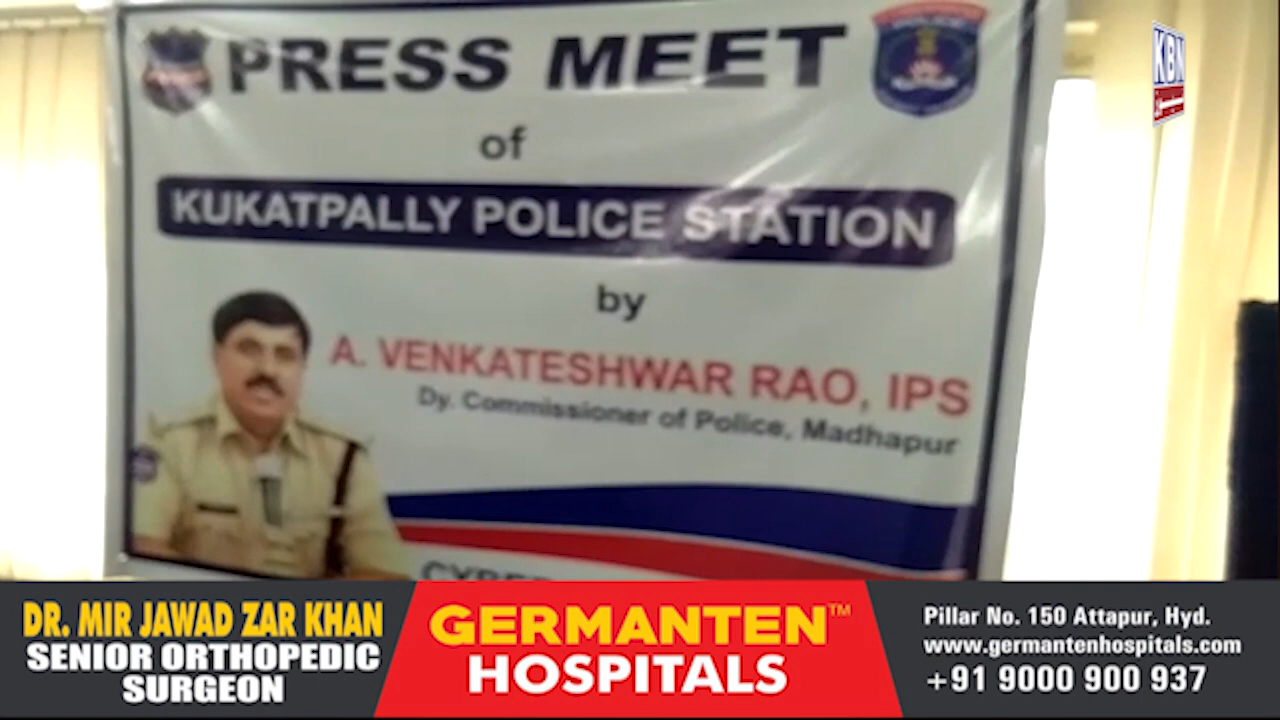 PRESS MEET
of
KUKATPALLY POLICE STATION
by
A. VENKATESHWAR RAO, IPS
Dy. Commissioner of Police, Madhapur
KBN
DR. MIR JAWAD ZAR KHAN
SENIOR ORTHOPEDIC
SURGEON
GERMANTEN™
HOSPITALS
Pillar No. 150 Attapur, Hyd.
www.germantenhospitals.com
+91 9000 900 937